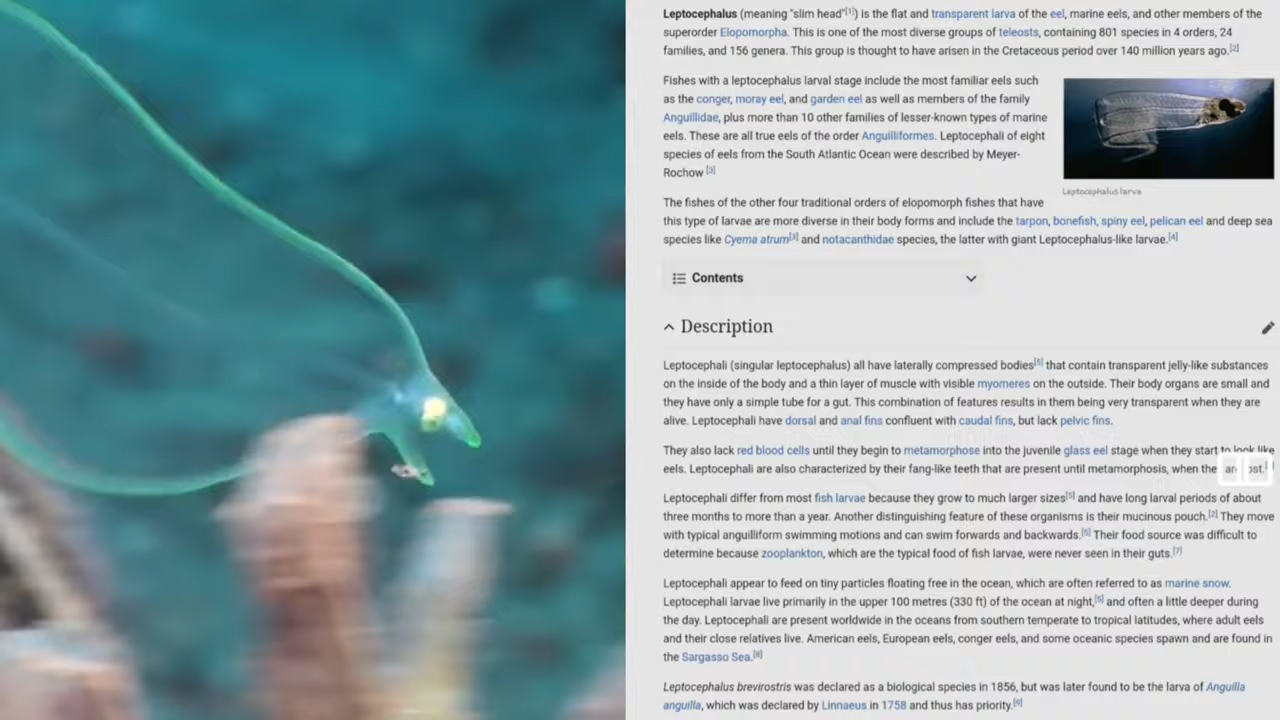 Leptocephalus (meaning "slim head"[1]) is the flat and transparent larva of the eel, marine eels, and other members of the
superorder Elopomorpha. This is one of the most diverse groups of teleosts, containing 801 species in 4 orders, 24
families, and 156 genera. This group is thought to have arisen in the Cretaceous period over 140 million years ago.[2]
Fishes with a leptocephalus larval stage include the most familiar eels such
as the conger, moray eel, and garden eel as well as members of the family
Anguillidae, plus more than 10 other families of lesser-known types of marine
eels. These are all true eels of the order Anguilliformes. Leptocephali of eight
species of eels from the South Atlantic Ocean were described by Meyer-
Rochow [3]
Leptocephalus larva
The fishes of the other four traditional orders of elopomorph fishes that have
this type of larvae are more diverse in their body forms and include the tarpon, bonefish, spiny eel, pelican eel and deep sea
species like Cyema atrum[3] and notacanthidae species, the latter with giant Leptocephalus-like larvae.[4]
Contents
Description
Leptocephali (singular leptocephalus) all have laterally compressed bodies[5] that contain transparent jelly-like substances
on the inside of the body and a thin layer of muscle with visible myomeres on the outside. Their body organs are small and
they have only a simple tube for a gut. This combination of features results in them being very transparent when they are
alive. Leptocephali have dorsal and anal fins confluent with caudal fins, but lack pelvic fins.
They also lack red blood cells until they begin to metamorphose into the juvenile glass eel stage when they start to look like
eels. Leptocephali are also characterized by their fang-like teeth that are present until metamorphosis, when the
Leptocephali differ from most fish larvae because they grow to much larger sizes[5] and have long larval periods of about
three months to more than a year. Another distinguishing feature of these organisms is their mucinous pouch.[2] They move
with typical anguilliform swimming motions and can swim forwards and backwards.[5] Their food source was difficult to
determine because zooplankton, which are the typical food of fish larvae, were never seen in their guts.[7]
Leptocephali appear to feed on tiny particles floating free in the ocean, which are often referred to as marine snow.
Leptocephali larvae live primarily in the upper 100 metres (330 ft) of the ocean at night,[5] and often a little deeper during
the day. Leptocephali are present worldwide in the oceans from southern temperate to tropical latitudes, where adult eels
and their close relatives live. American eels, European eels, conger eels, and some oceanic species spawn and are found in
the Sargasso Sea.[8]
Leptocephalus brevirostris was declared as a biological species in 1856, but was later found to be the larva of Anguilla
anguilla, which was declared by Linnaeus in 1758 and thus has priority.[9]